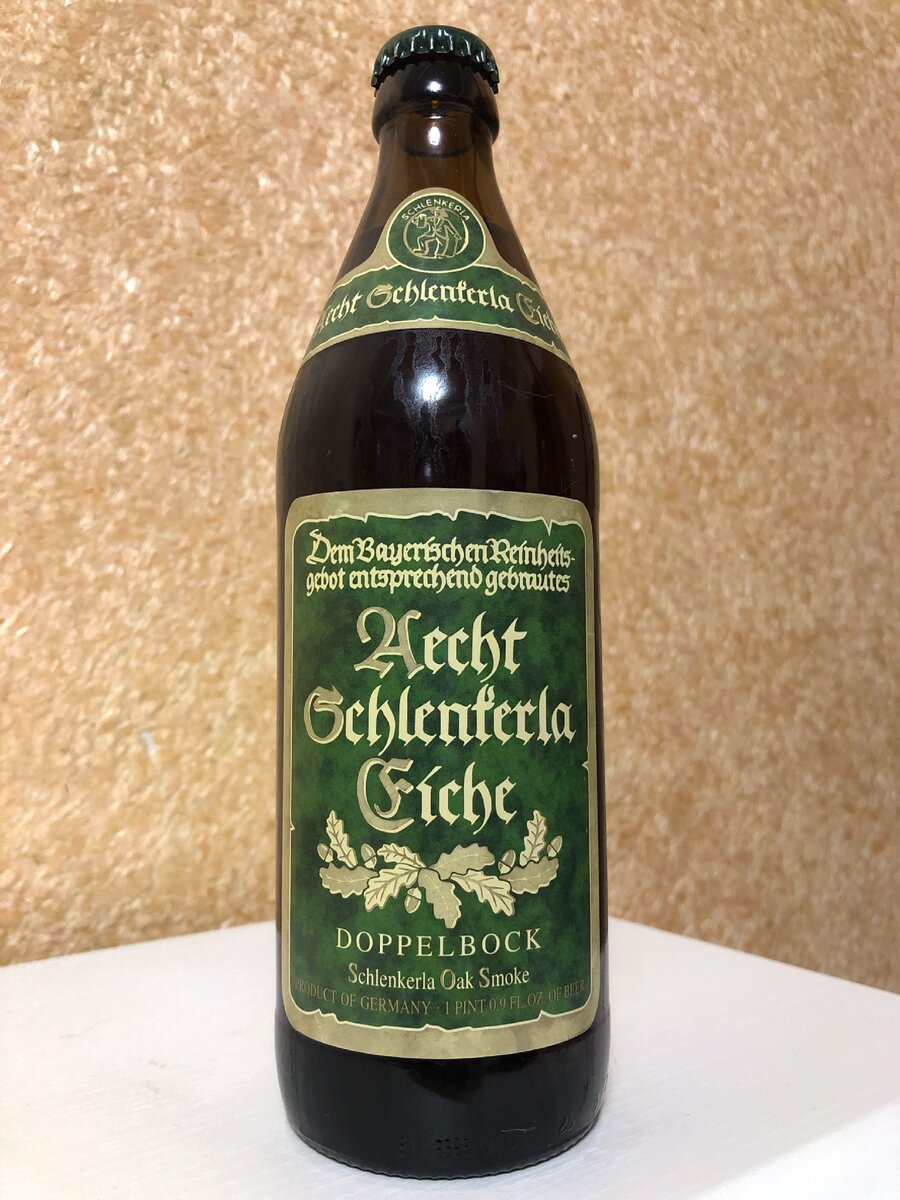 SCHLENKERLA
Aecht Schlenkerla Eiche
Dem Bayerischen Reinheits-
gebot entsprechend gebrautes
Aecht
Schlenkerla
Eiche
DOPPELBOCK
Schlenkerla Oak Smoke
PRODUCT OF GERMANY · 1 PINT 0.9 FL.OZ. OF BEER